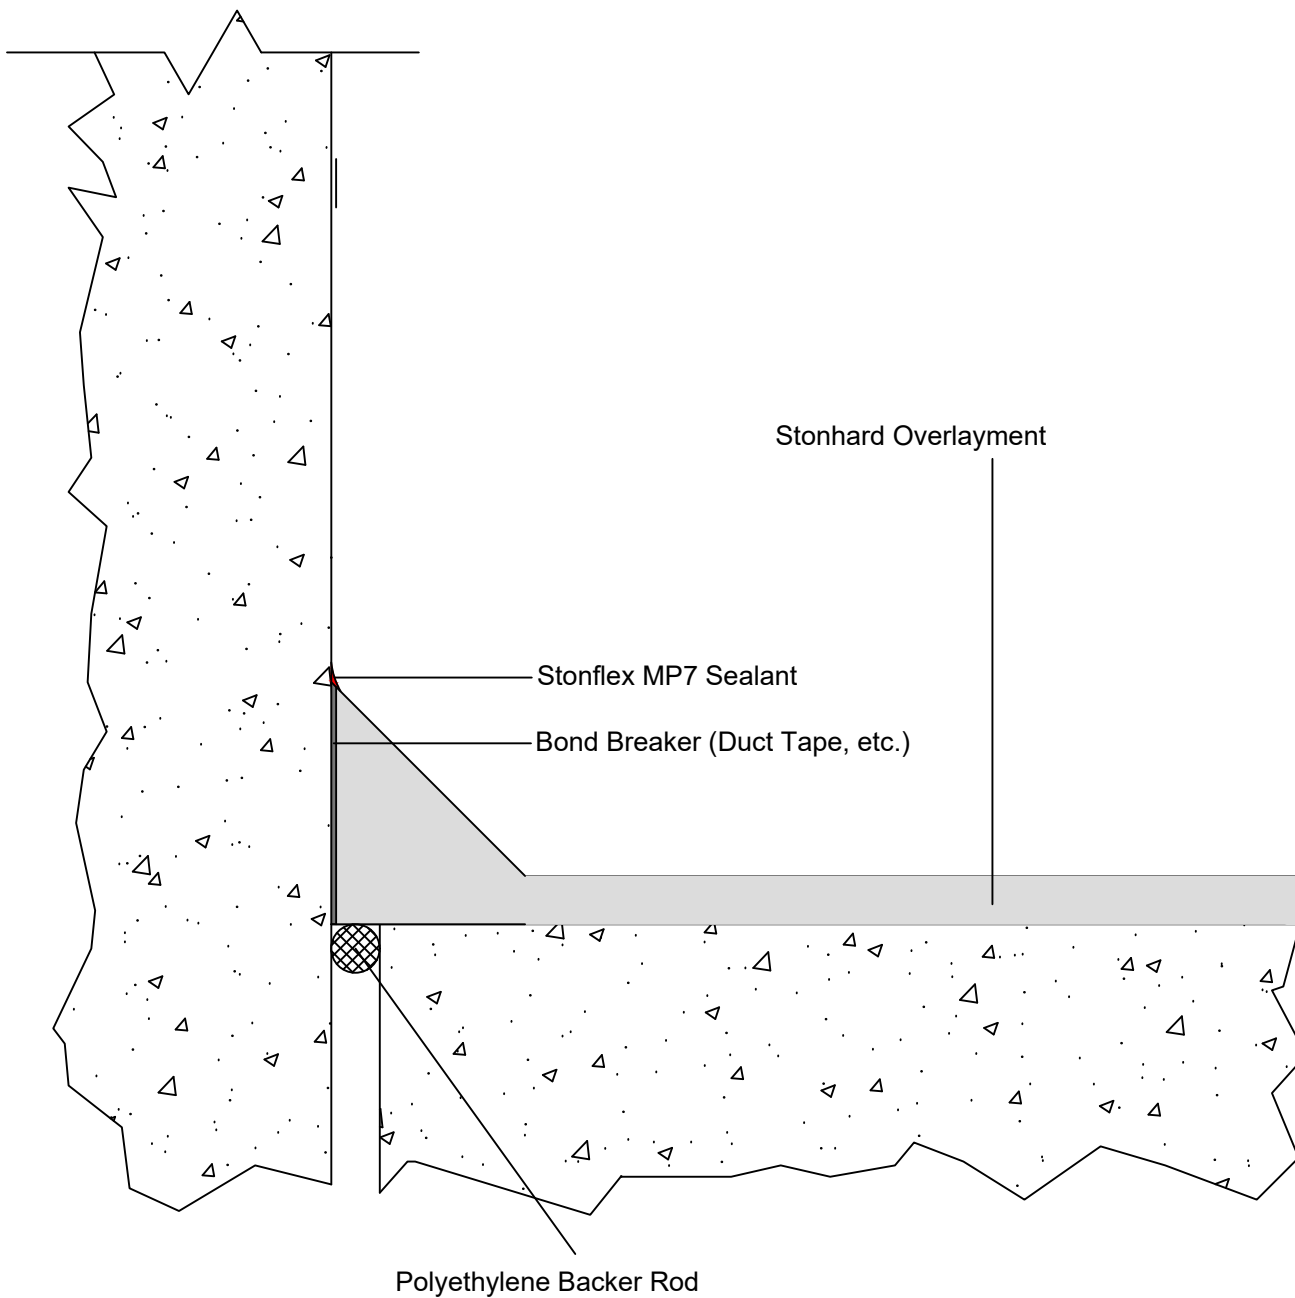 Stonhard Overlayment
Stonflex MP7 Sealant
Bond Breaker (Duct Tape, etc.)
Polyethylene Backer Rod